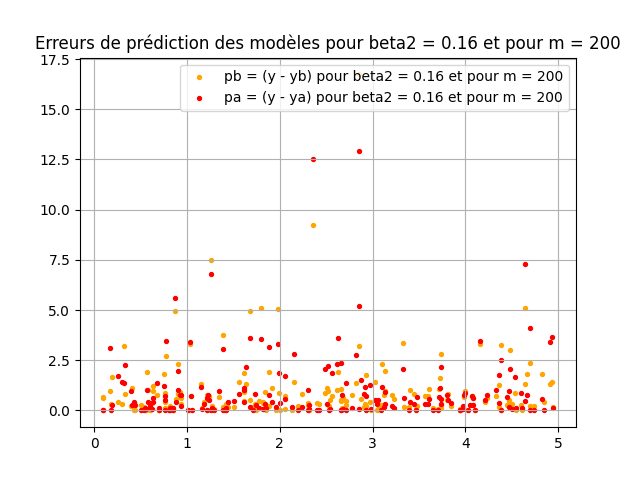 Erreurs de prédiction des modèles pour beta2 = 0.16 et pour m = 200
pb = (y - yb) pour beta2 = 0.16 et pour m = 200
pa = (y - ya) pour beta2 = 0.16 et pour m = 200
17.5
15.0
12.5
10.0
7.5
5.0
2.5
0.0
0 1 2 3 4 5